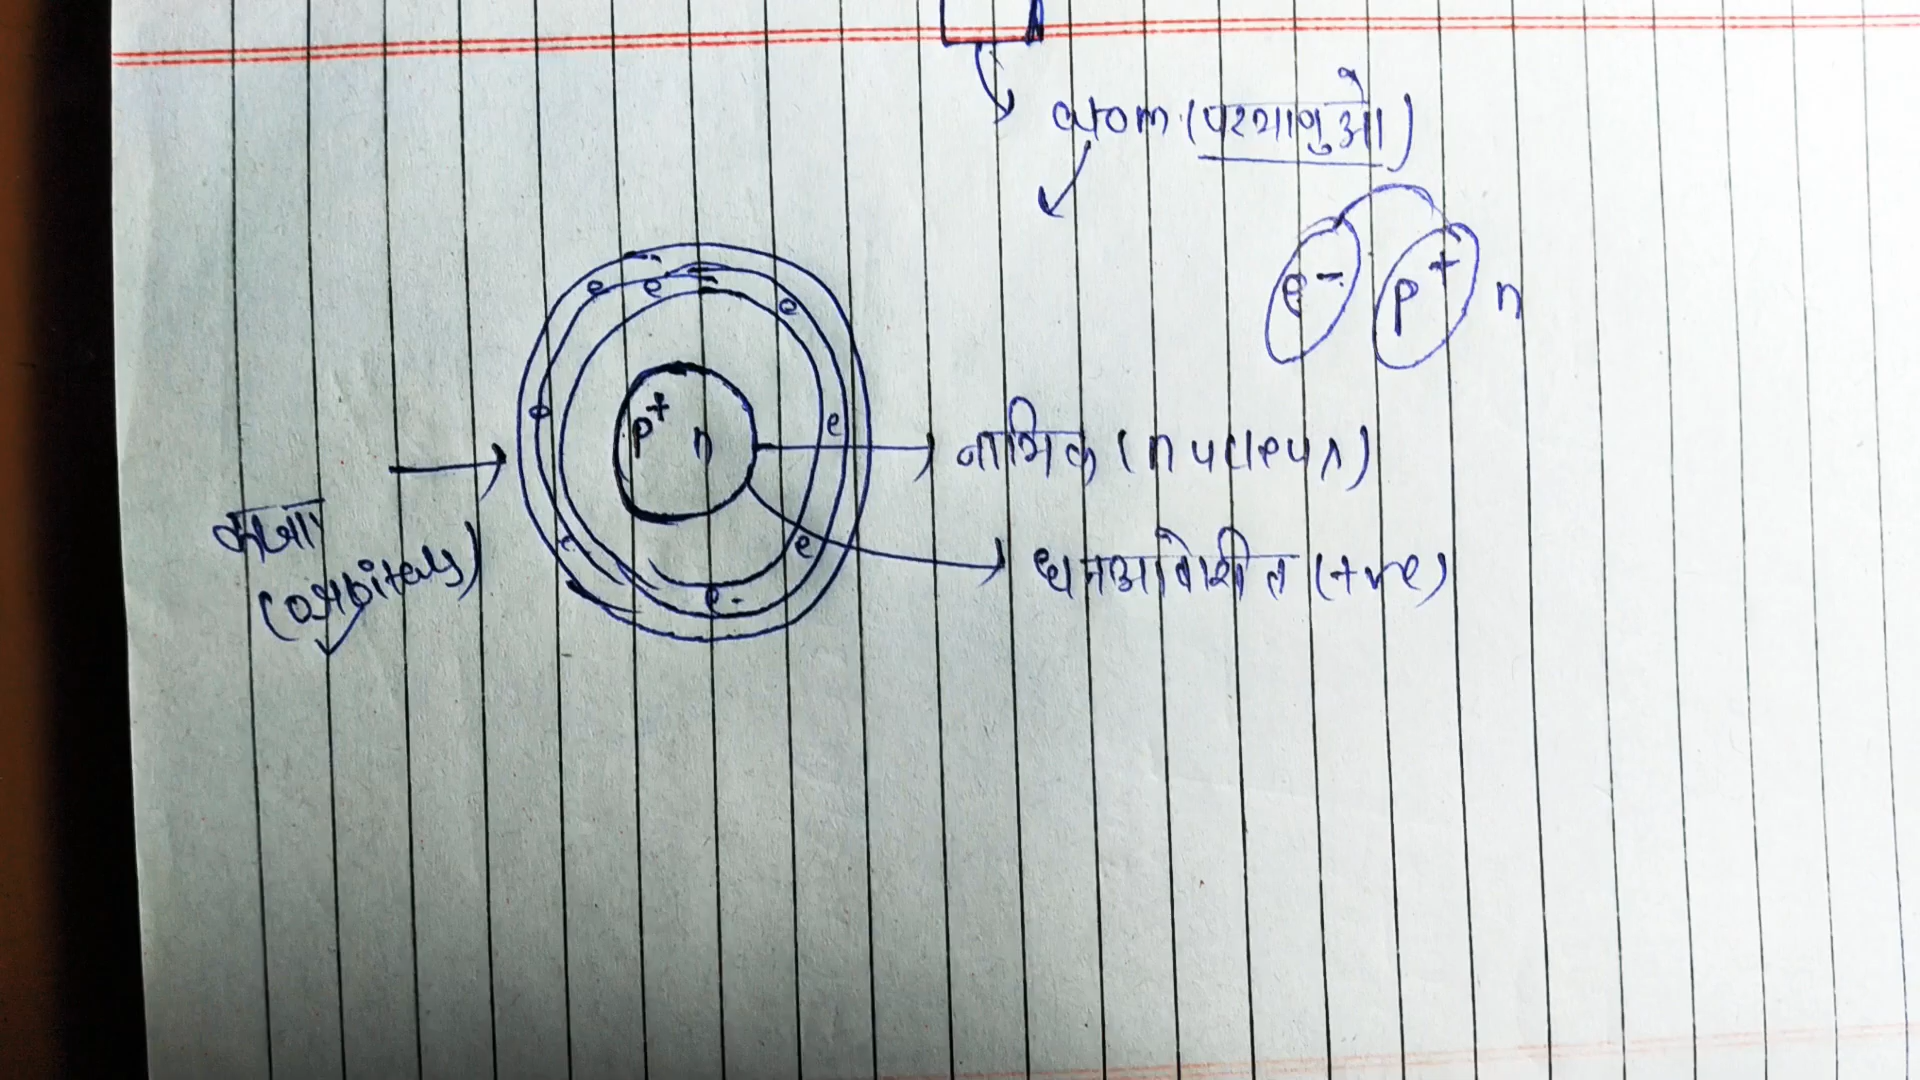 atom (परमाणुओ)
e- p+ n
e e e
e
p+ n
नाभिक (nucleus)
धनआवेशीत (+ve)
e
e-
कक्षा
(orbitals)